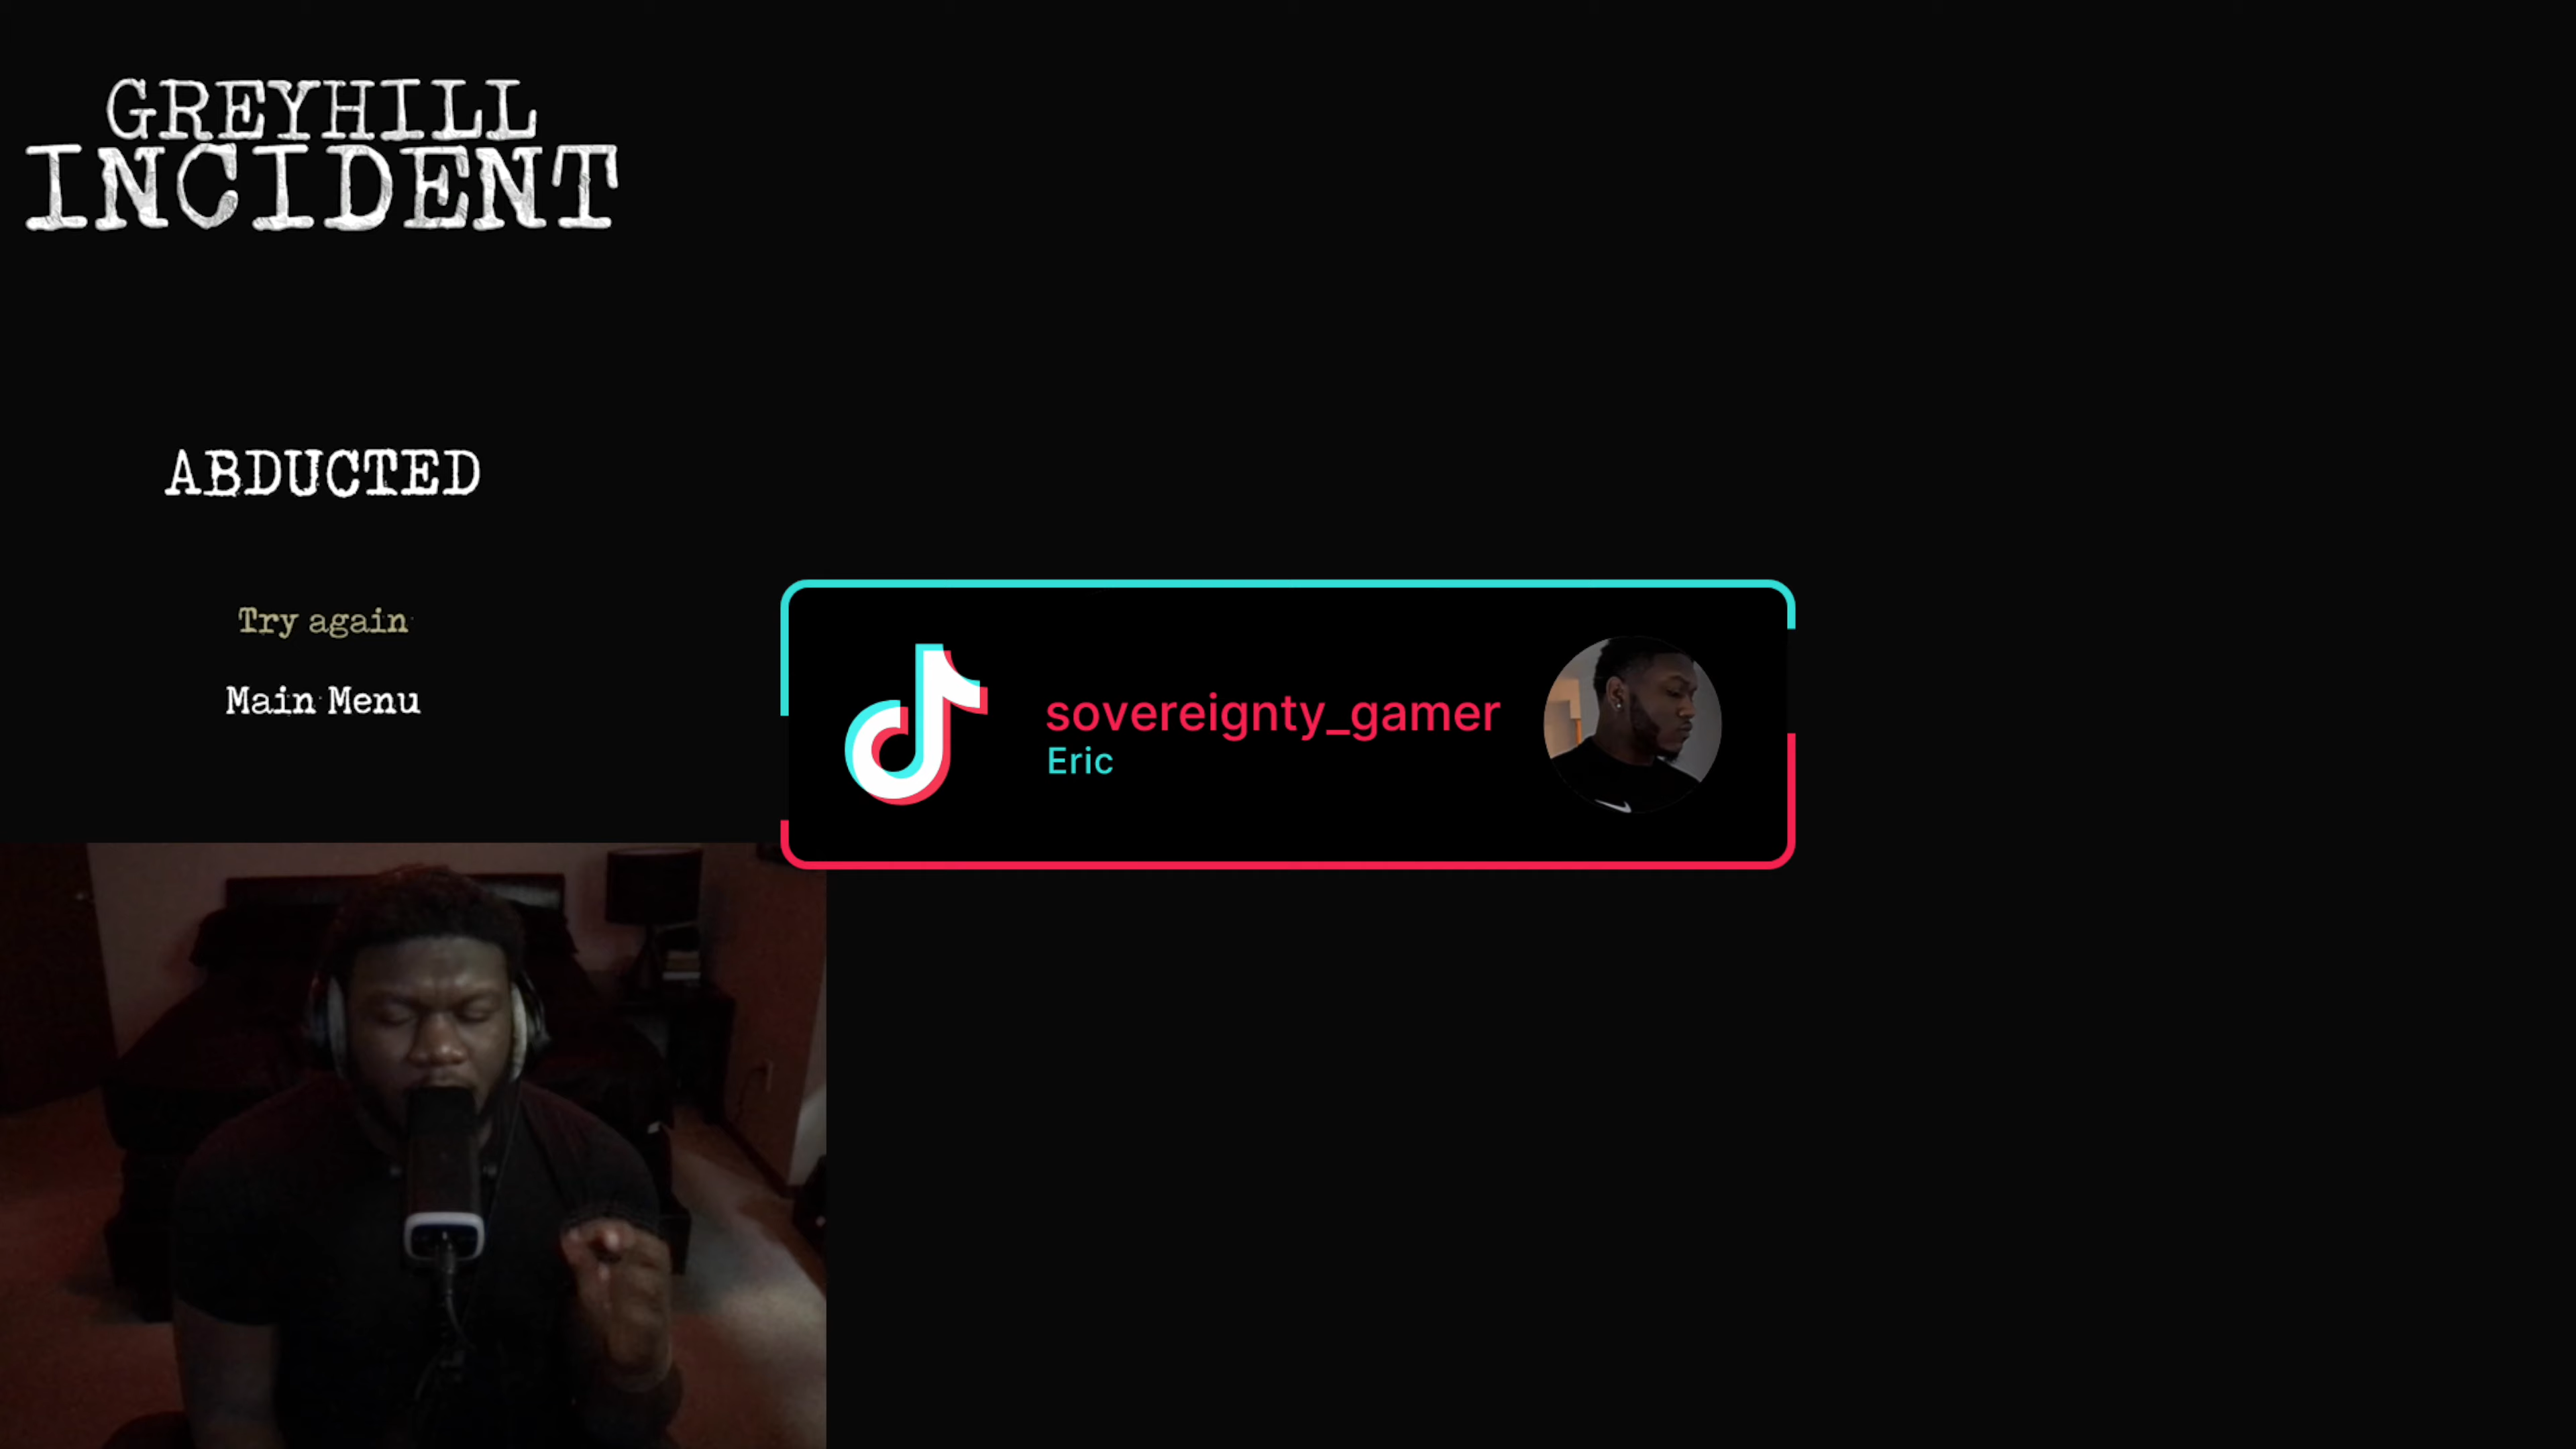 GREYHILL
INCIDENT
ABDUCTED
Try again
Main Menu
sovereignty_gamer
Eric